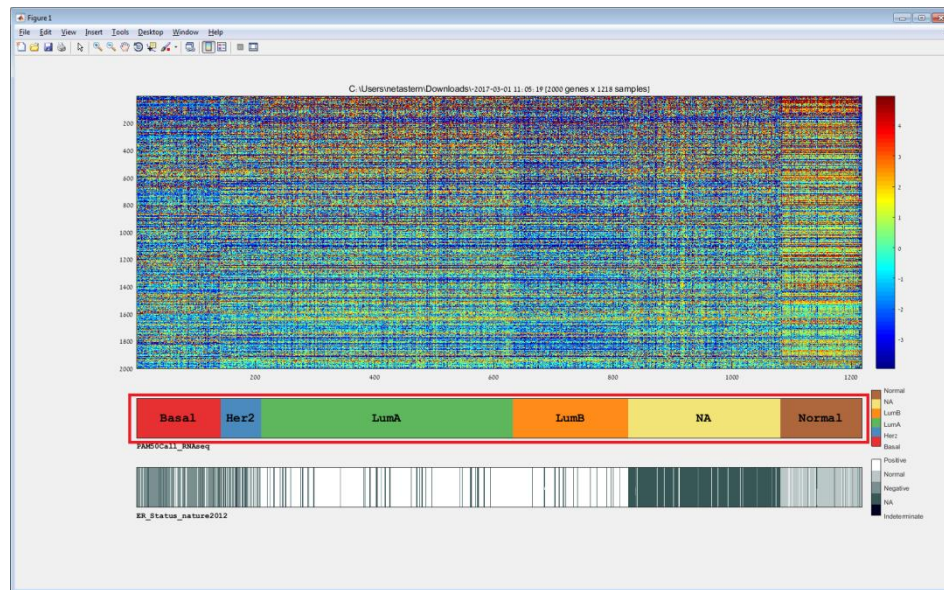 Figure 1
File Edit View Insert Tools Desktop Window Help
C:\Users\netastern\Downloads\-2017-03-01 11:05:19 [2000 genes x 1218 samples]
200
400
600
800
1000
1200
1400
1600
1800
2000
200 400 600 800 1000 1200
4
3
2
1
0
-1
-2
-3
Basal Her2 LumA LumB NA Normal
PAM50Call_RNAseq
Normal
NA
LumB
LumA
Her2
Basal
ER_Status_nature2012
Positive
Normal
Negative
NA
Indeterminate